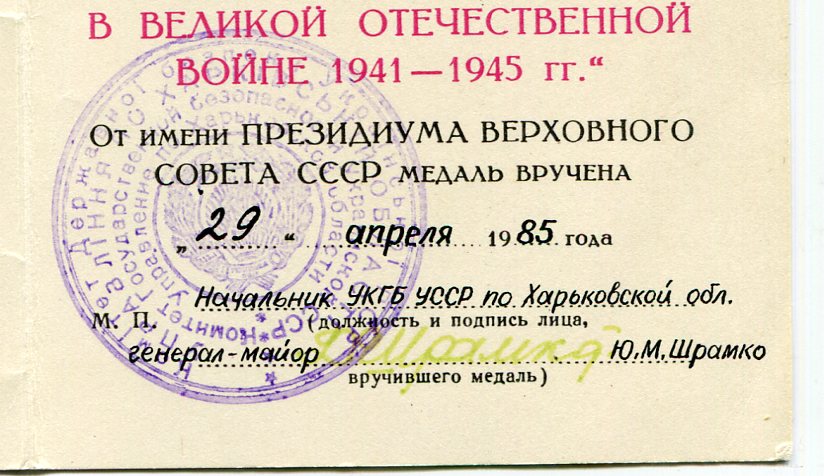 В ВЕЛИКОЙ ОТЕЧЕСТВЕННОЙ
ВОЙНЕ 1941—1945 гг.“
От имени ПРЕЗИДИУМА ВЕРХОВНОГО
СОВЕТА СССР МЕДАЛЬ ВРУЧЕНА
„29“ апреля 1985 года
Начальник УКГБ УССР по Харьковской обл.
М. П. (должность и подпись лица,
генерал-майор Шрамко Ю.М.Шрамко
вручившего медаль)